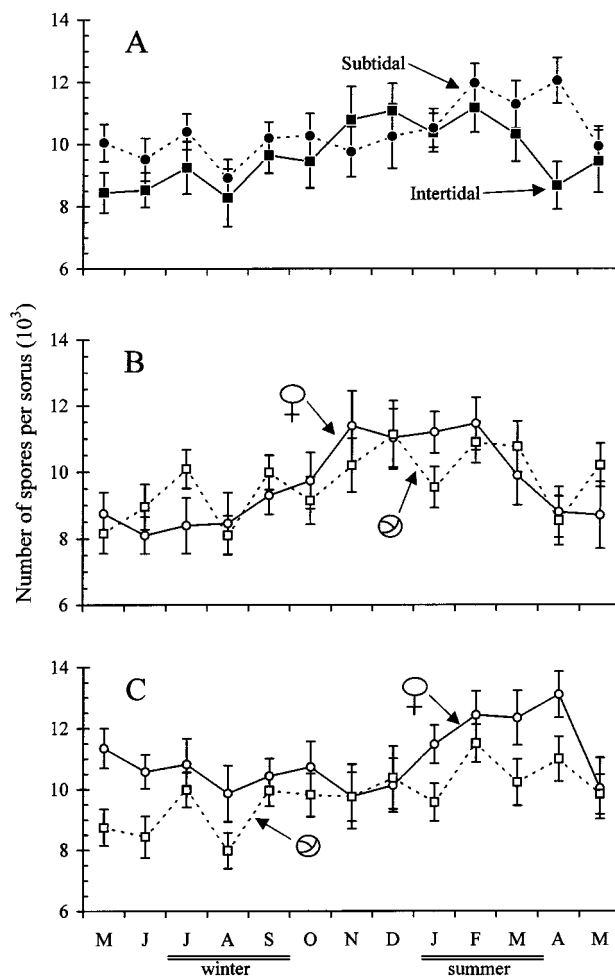 A
14
12
10
8
6
Subtidal
Intertidal
Number of spores per sorus (10³)
B
14
12
10
8
6
C
14
12
10
8
6
M J J A S O N D J F M A M
winter summer